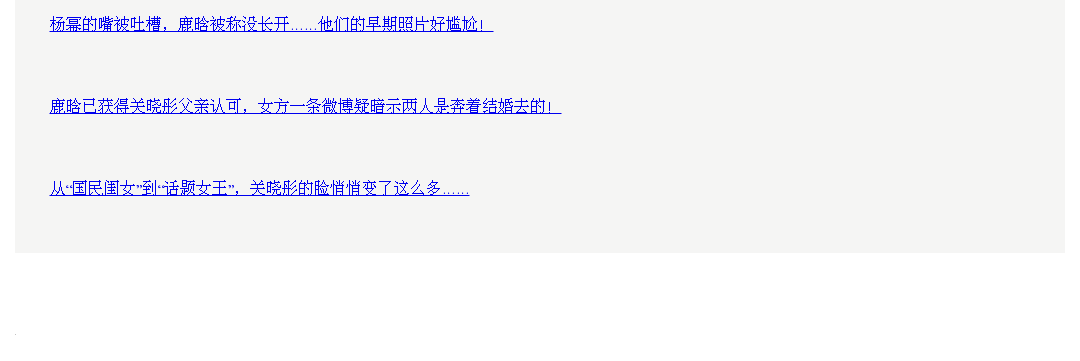 杨幂的嘴被吐槽，鹿晗被称没长开……他们的早期照片好尴尬！
鹿晗已获得关晓彤父亲认可，女方一条微博疑暗示两人是奔着结婚去的！
从“国民闺女”到“话题女王”，关晓彤的脸悄悄变了这么多……